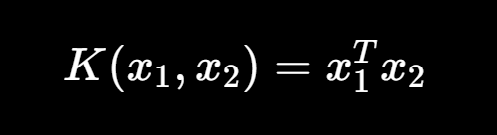 K(x₁, x₂) = x₁ᵀx₂